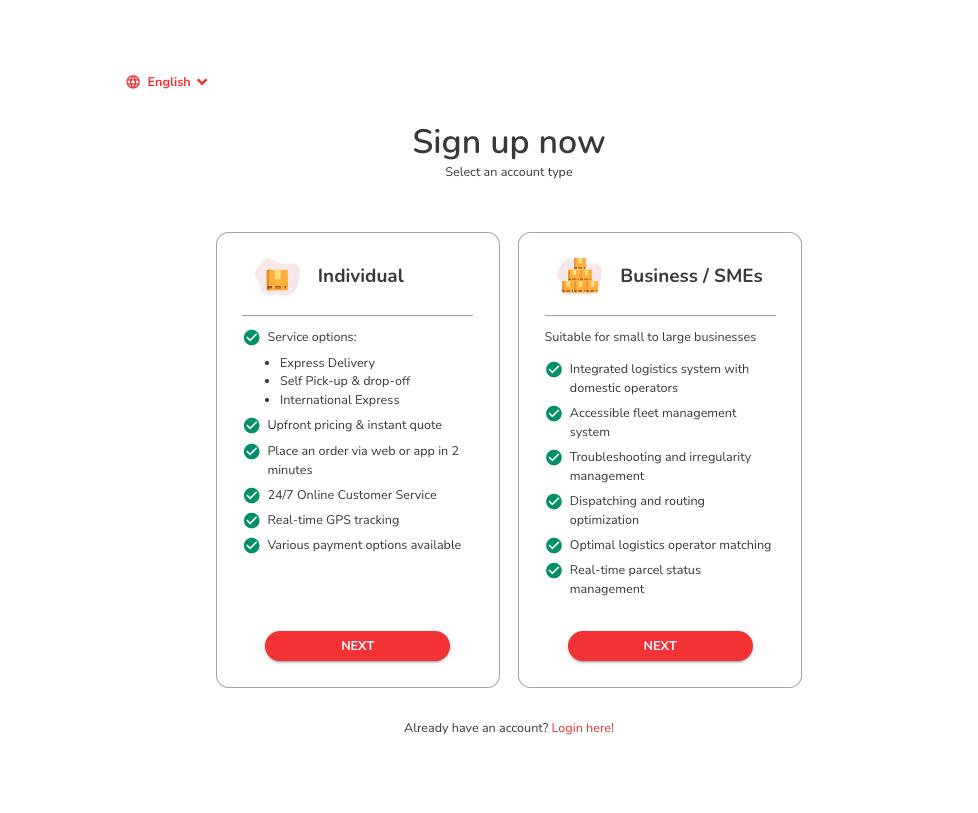 English
Sign up now
Select an account type
Individual
Service options:
Express Delivery
Self Pick-up & drop-off
International Express
Upfront pricing & instant quote
Place an order via web or app in 2
minutes
24/7 Online Customer Service
Real-time GPS tracking
Various payment options available
NEXT
Business / SMEs
Suitable for small to large businesses
Integrated logistics system with
domestic operators
Accessible fleet management
system
Troubleshooting and irregularity
management
Dispatching and routing
optimization
Optimal logistics operator matching
Real-time parcel status
management
NEXT
Already have an account? Login here!